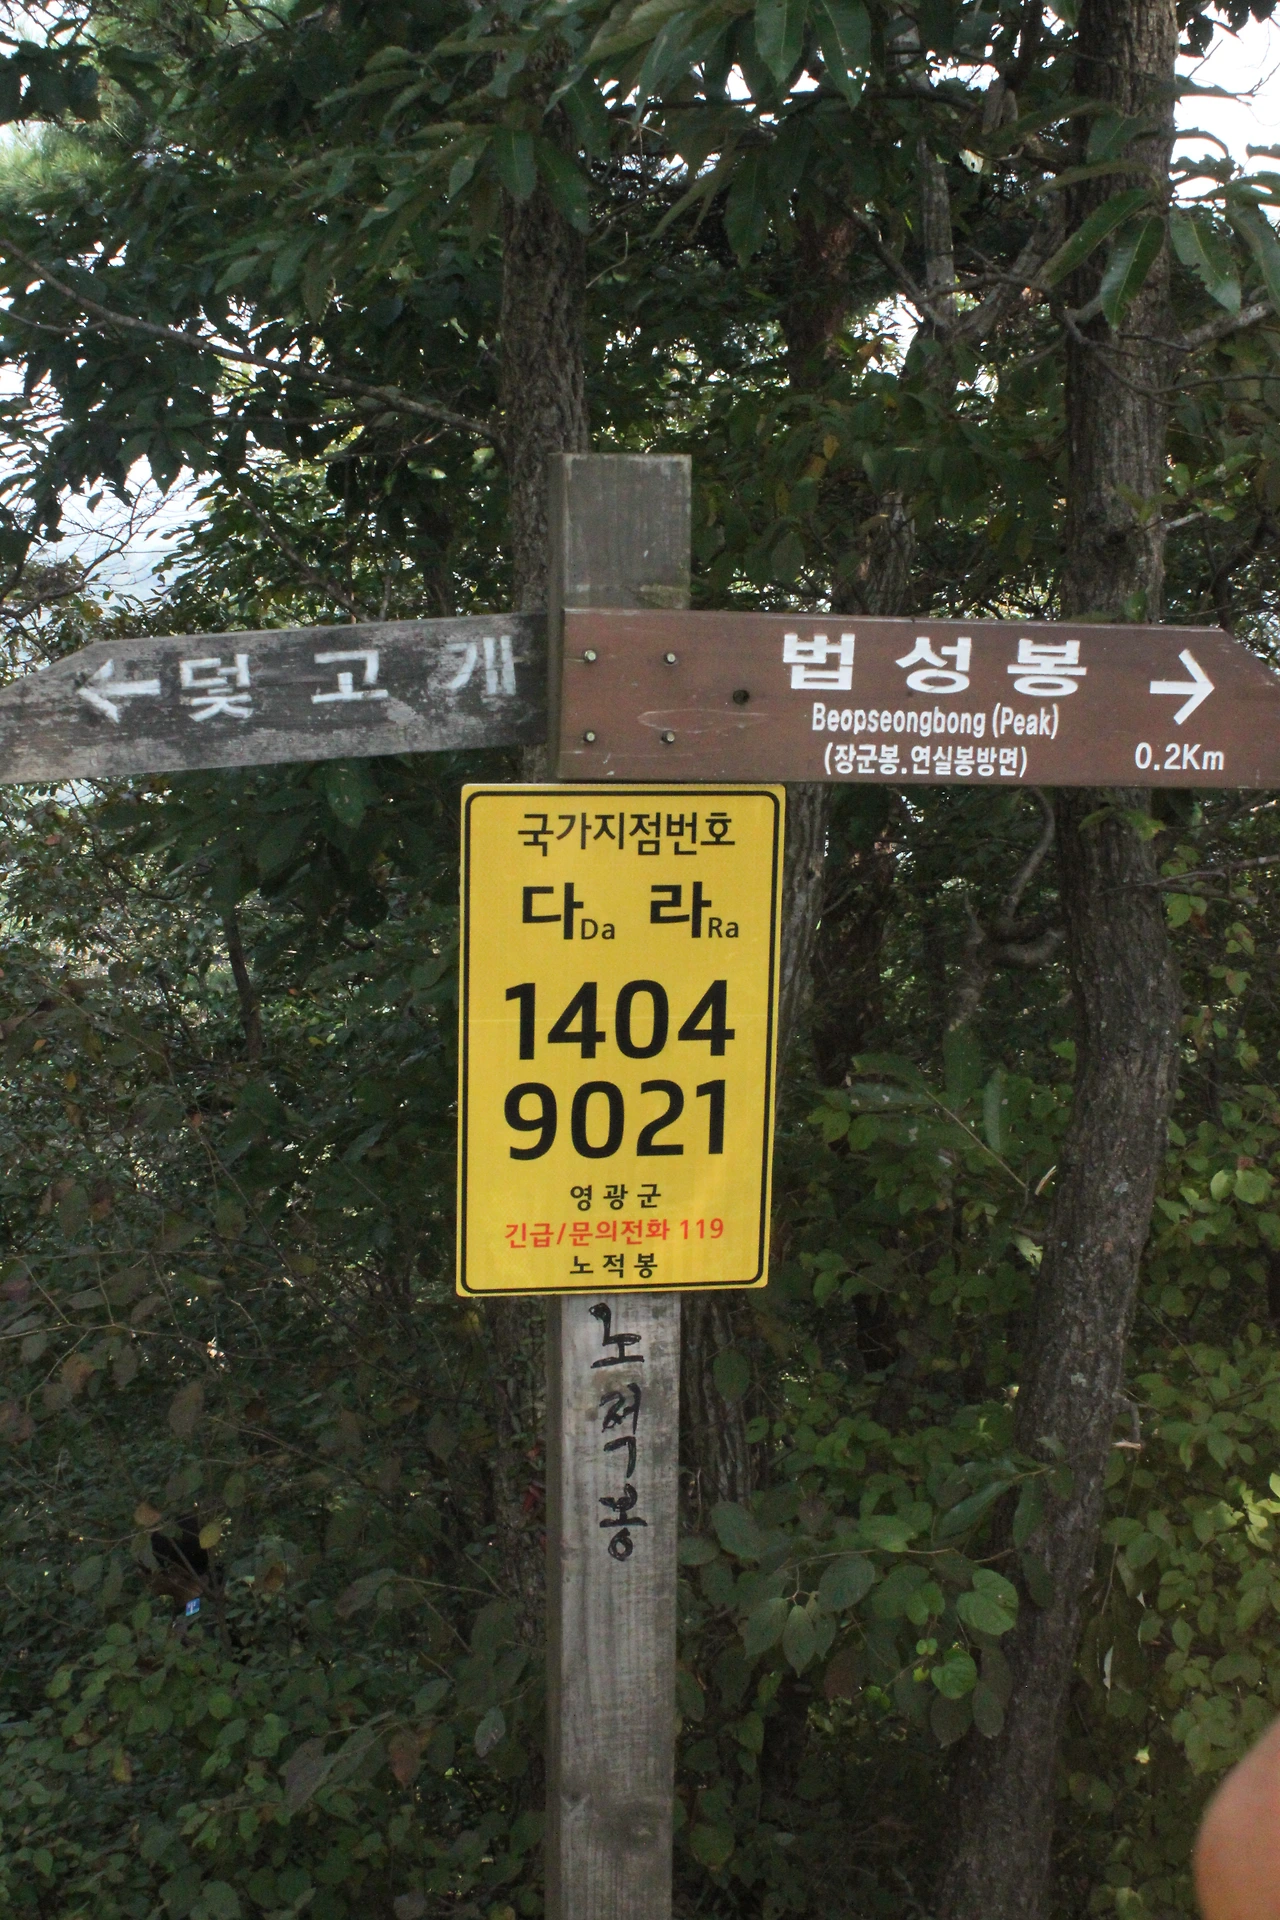 ← 덫 고 개
법 성 봉 →
Beopseongbong (Peak)
(장군봉.연실봉방면) 0.2Km
국가지점번호
다Da 라Ra
1404
9021
영 광 군
긴급/문의전화 119
노 적 봉
노
적
봉